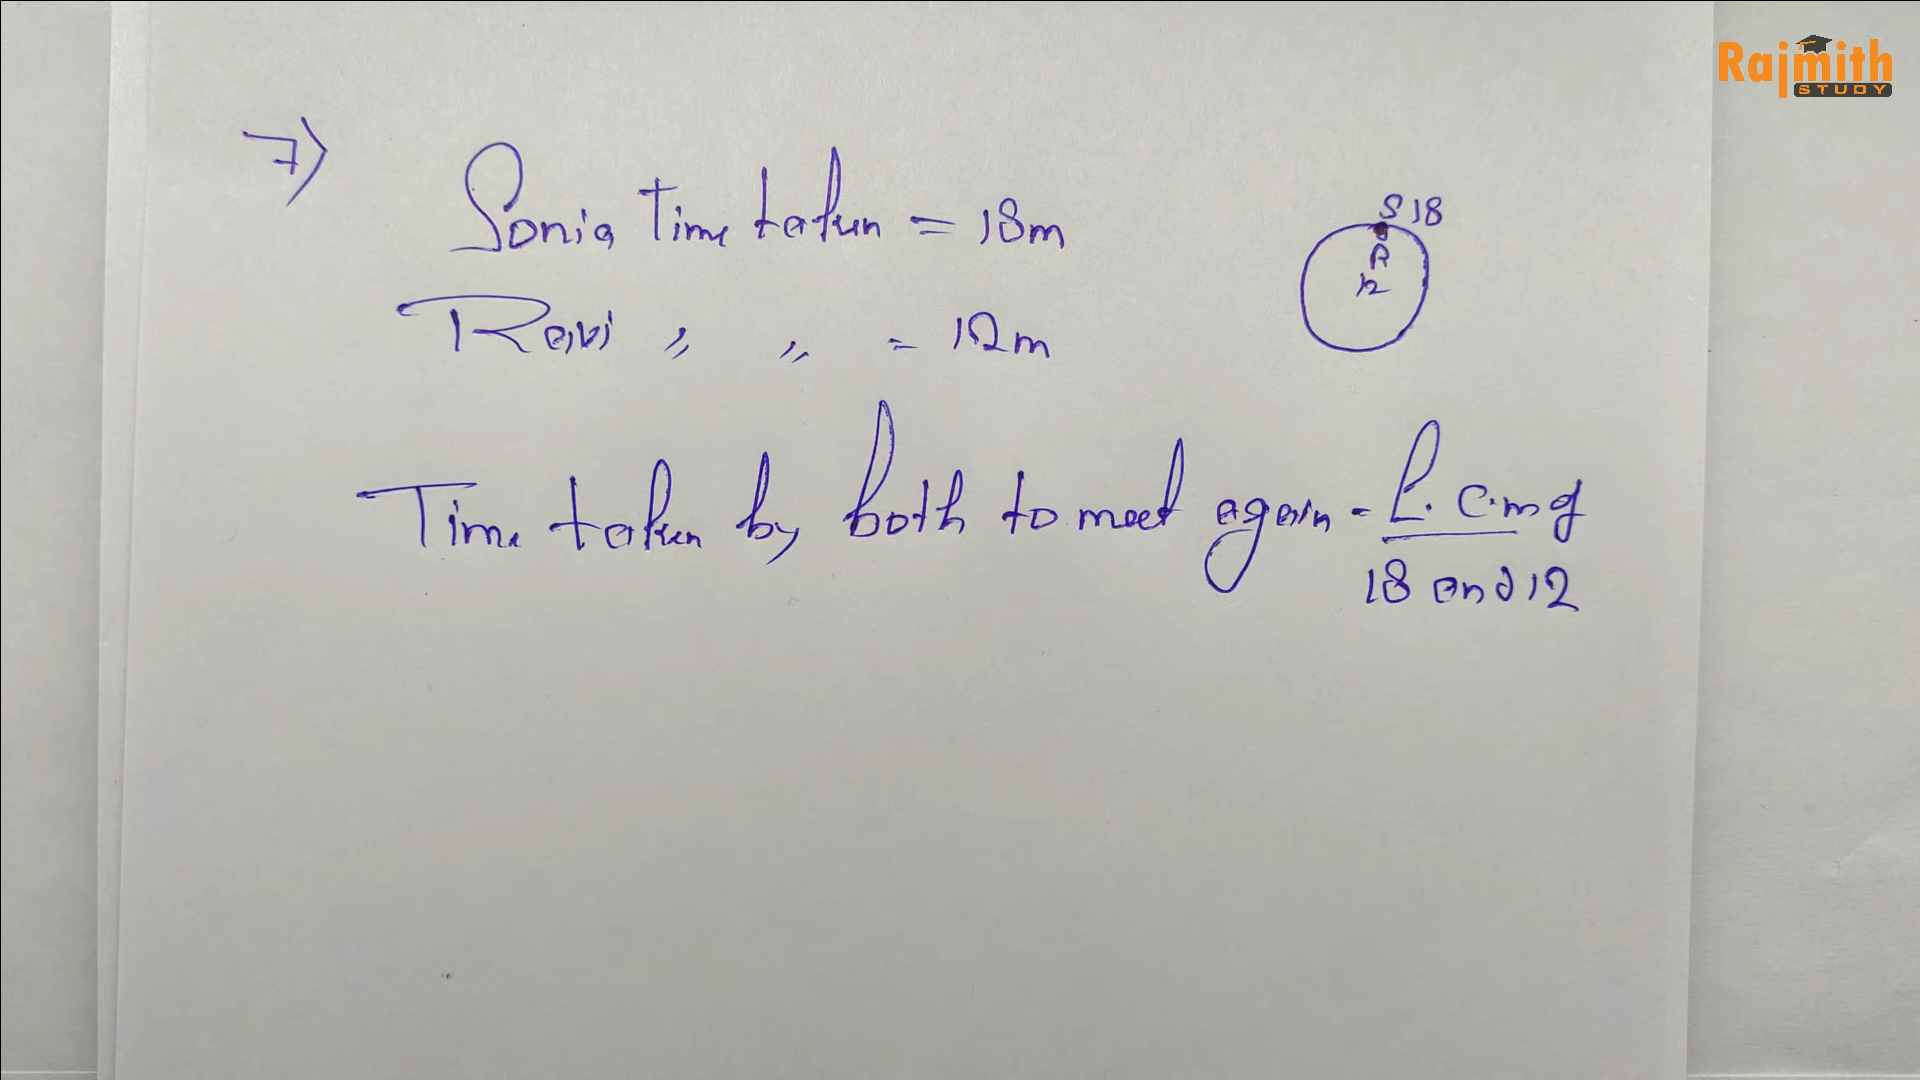 Rajmith
STUDY
7)
Sonia Time taken = 18m
S 18
R
12
Ravi " " = 12m
Time taken by both to meet again = L.C.M of
18 and 12